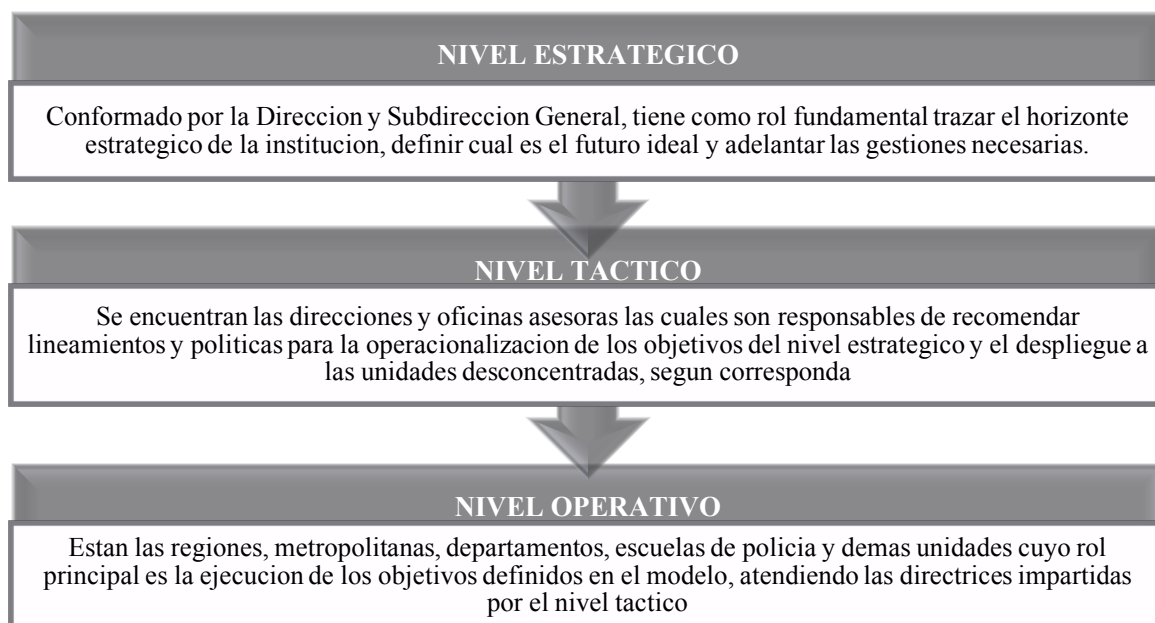 NIVEL ESTRATEGICO
Conformado por la Direccion y Subdireccion General, tiene como rol fundamental trazar el horizonte
estrategico de la institucion, definir cual es el futuro ideal y adelantar las gestiones necesarias.
NIVEL TACTICO
Se encuentran las direcciones y oficinas asesoras las cuales son responsables de recomendar
lineamientos y politicas para la operacionalizacion de los objetivos del nivel estrategico y el despliegue a
las unidades desconcentradas, segun corresponda
NIVEL OPERATIVO
Estan las regiones, metropolitanas, departamentos, escuelas de policia y demas unidades cuyo rol
principal es la ejecucion de los objetivos definidos en el modelo, atendiendo las directrices impartidas
por el nivel tactico